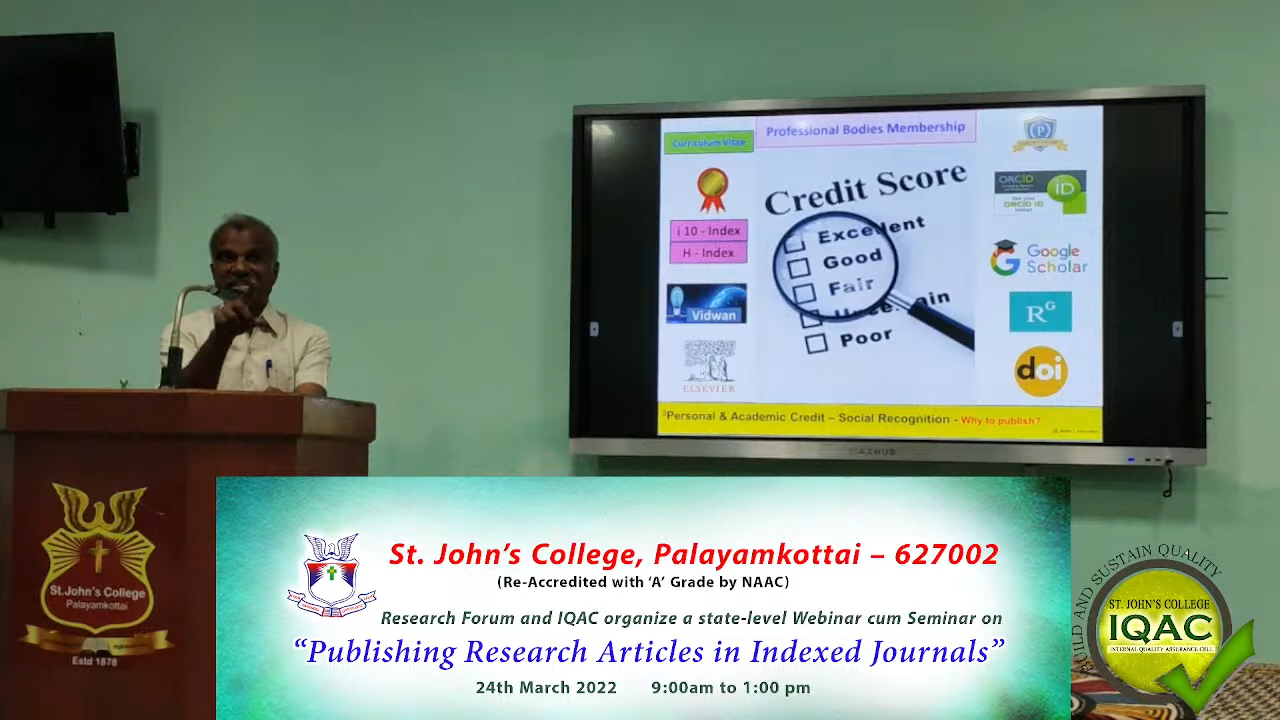 Curriculum Vitae
Professional Bodies Membership
i 10 - Index
H - Index
Vidwan
ELSEVIER
Credit Score
Excellent
Good
Fair
Poor
ORCID
ORCID ID
iD
Google
Scholar
RG
doi
Personal & Academic Credit – Social Recognition - Why to publish?
MAXHUB
St.John's College
Palayamkottai
Estd 1878
St. John's College, Palayamkottai – 627002
(Re-Accredited with 'A' Grade by NAAC)
Research Forum and IQAC organize a state-level Webinar cum Seminar on
“Publishing Research Articles in Indexed Journals”
24th March 2022 9:00am to 1:00 pm
BUILD AND SUSTAIN QUALITY
ST. JOHN'S COLLEGE
IQAC
INTERNAL QUALITY ASSURANCE CELL